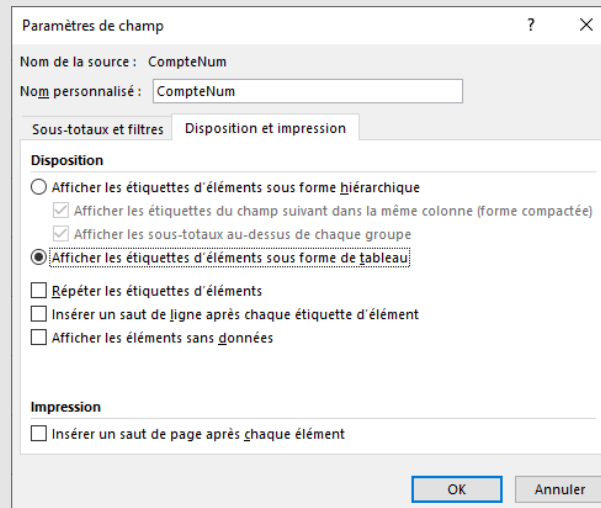 Paramètres de champ ? ✕
Nom de la source : CompteNum
Nom personnalisé : CompteNum
Sous-totaux et filtres Disposition et impression
Disposition
Afficher les étiquettes d'éléments sous forme hiérarchique
Afficher les étiquettes du champ suivant dans la même colonne (forme compactée)
Afficher les sous-totaux au-dessus de chaque groupe
Afficher les étiquettes d'éléments sous forme de tableau
Répéter les étiquettes d'éléments
Insérer un saut de ligne après chaque étiquette d'élément
Afficher les éléments sans données
Impression
Insérer un saut de page après chaque élément
OK Annuler